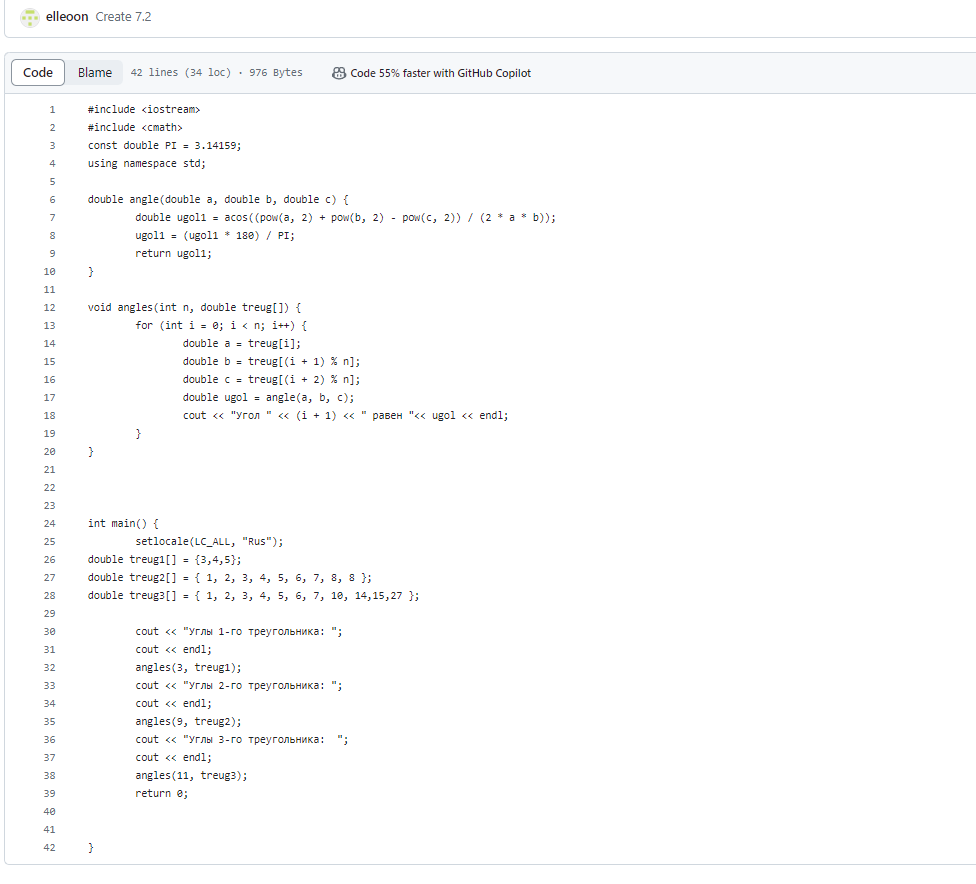 elleoon Create 7.2
Code Blame 42 lines (34 loc) · 976 Bytes Code 55% faster with GitHub Copilot
1 #include <iostream>
2 #include <cmath>
3 const double PI = 3.14159;
4 using namespace std;
5
6 double angle(double a, double b, double c) {
7 double ugol1 = acos((pow(a, 2) + pow(b, 2) - pow(c, 2)) / (2 * a * b));
8 ugol1 = (ugol1 * 180) / PI;
9 return ugol1;
10 }
11
12 void angles(int n, double treug[]) {
13 for (int i = 0; i < n; i++) {
14 double a = treug[i];
15 double b = treug[(i + 1) % n];
16 double c = treug[(i + 2) % n];
17 double ugol = angle(a, b, c);
18 cout << "Угол " << (i + 1) << " равен "<< ugol << endl;
19 }
20 }
21
22
23
24 int main() {
25 setlocale(LC_ALL, "Rus");
26 double treug1[] = {3,4,5};
27 double treug2[] = { 1, 2, 3, 4, 5, 6, 7, 8, 8 };
28 double treug3[] = { 1, 2, 3, 4, 5, 6, 7, 10, 14,15,27 };
29
30 cout << "Углы 1-го треугольника: ";
31 cout << endl;
32 angles(3, treug1);
33 cout << "Углы 2-го треугольника: ";
34 cout << endl;
35 angles(9, treug2);
36 cout << "Углы 3-го треугольника:  ";
37 cout << endl;
38 angles(11, treug3);
39 return 0;
40
41
42 }